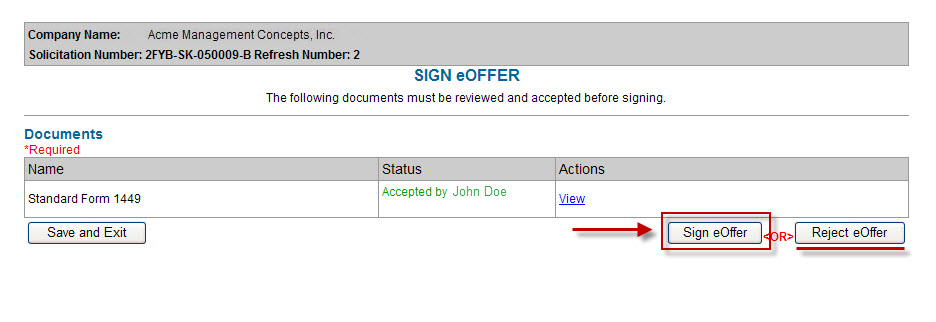 Company Name: Acme Management Concepts, Inc.
Solicitation Number: 2FYB-SK-050009-B Refresh Number: 2
SIGN eOFFER
The following documents must be reviewed and accepted before signing.
Documents
*Required
Name Status Actions
Standard Form 1449 Accepted by John Doe View
Save and Exit Sign eOffer <OR> Reject eOffer